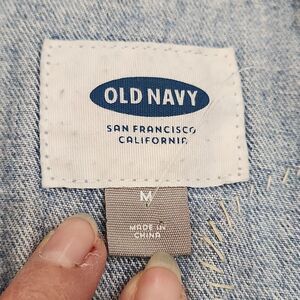 OLD NAVY
SAN FRANCISCO
CALIFORNIA
M
MADE IN
CHINA